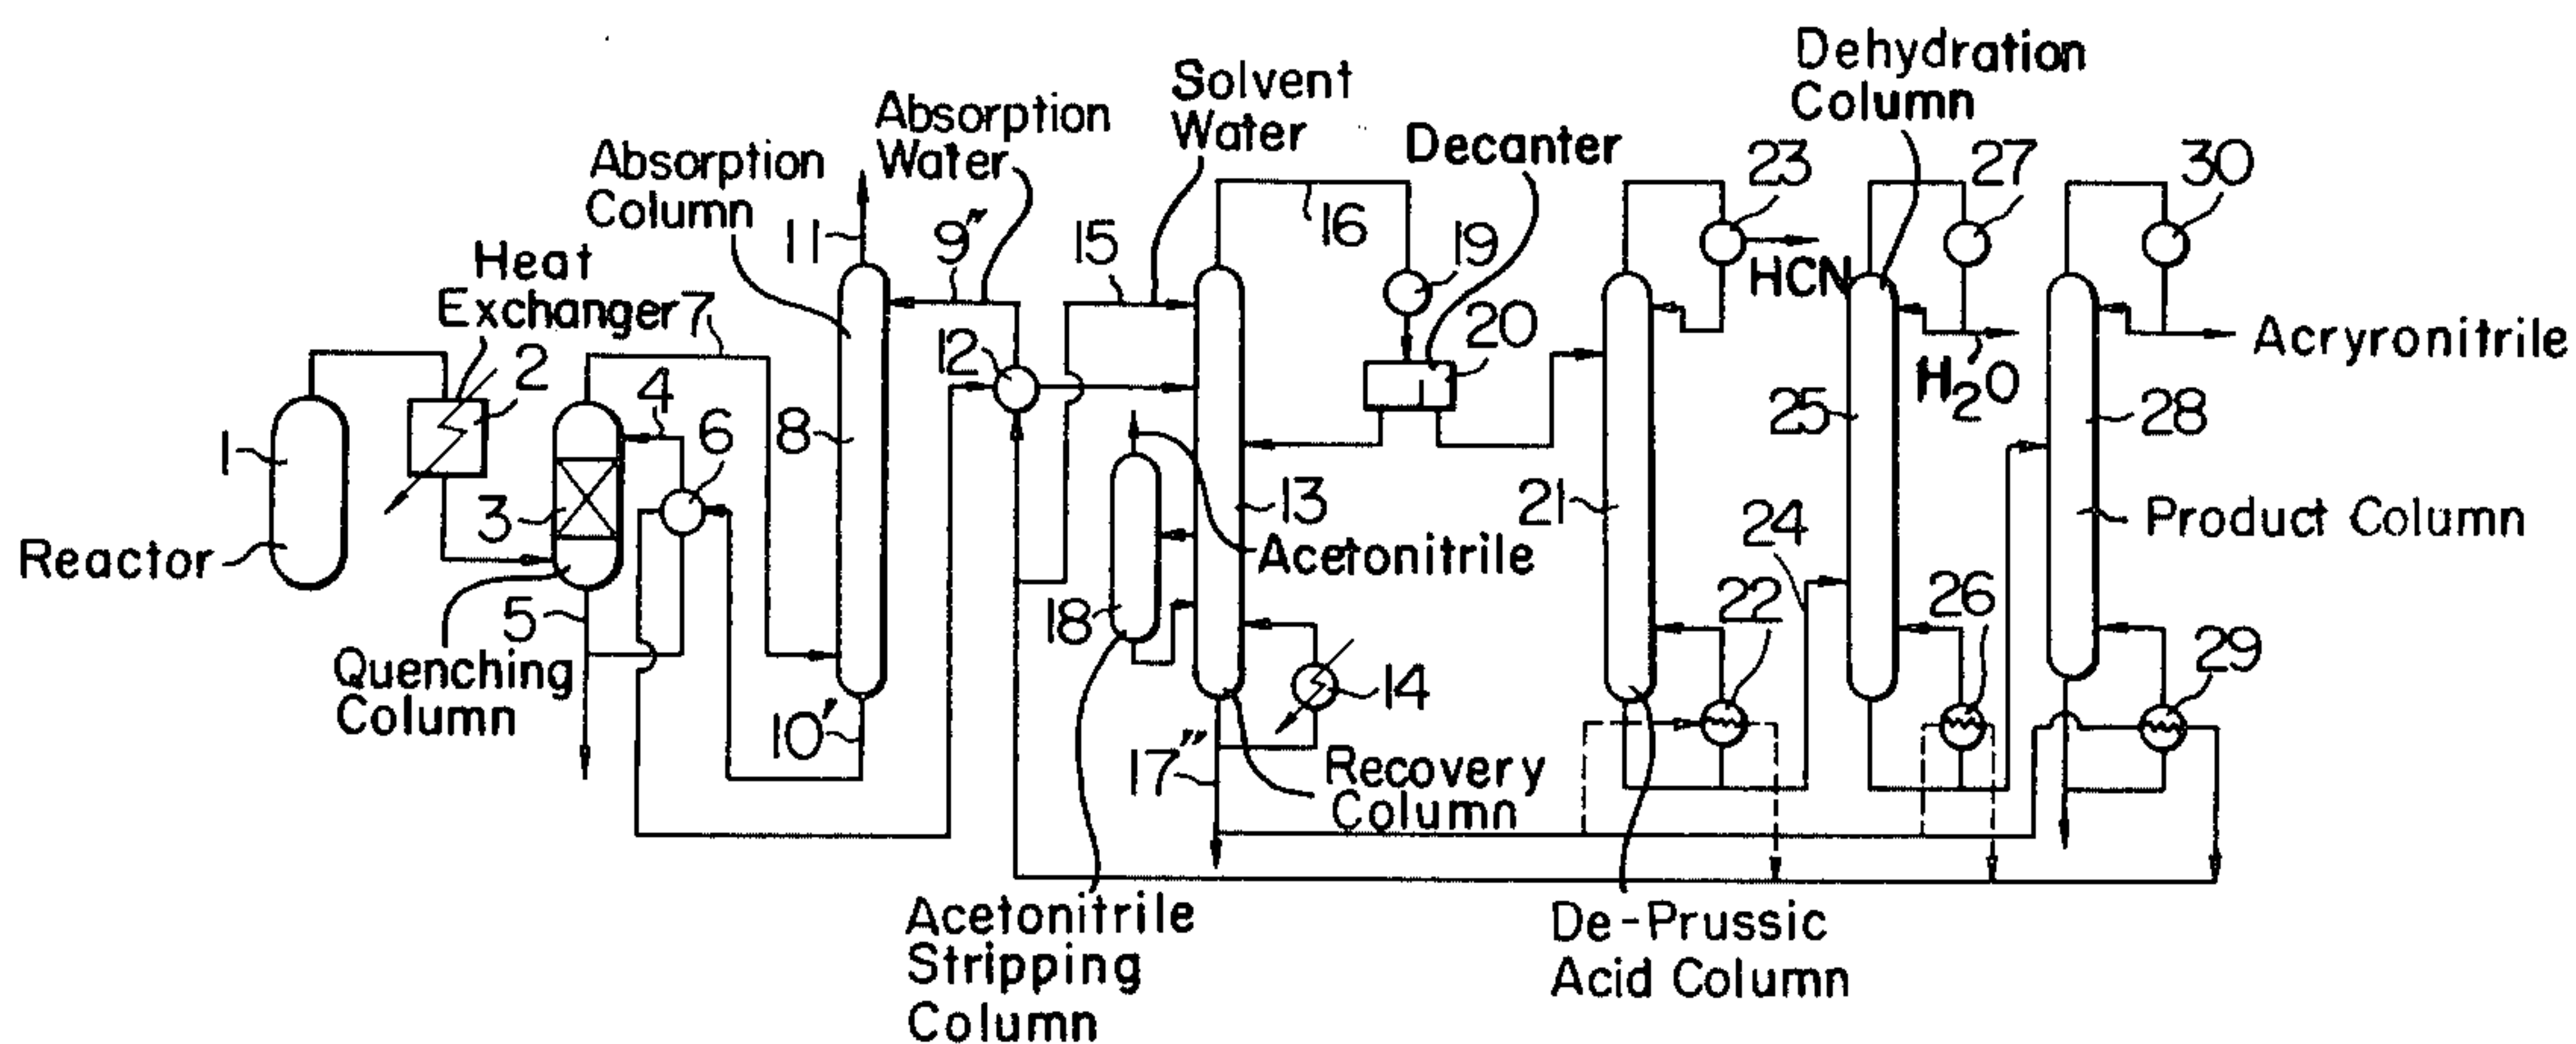 Dehydration
Column
Solvent
Water
Absorption
Water
Decanter
Absorption
Column
23
27
30
11
9″
15
16
19
HCN
Heat
Exchanger
7
12
20
Acryronitrile
H2O
2
4
6
8
25
28
1
3
13
21
24
Product Column
Reactor
Acetonitrile
5
18
22
26
29
Quenching
Column
14
10′
17″
Recovery
Column
Acetonitrile
Stripping
Column
De-Prussic
Acid Column